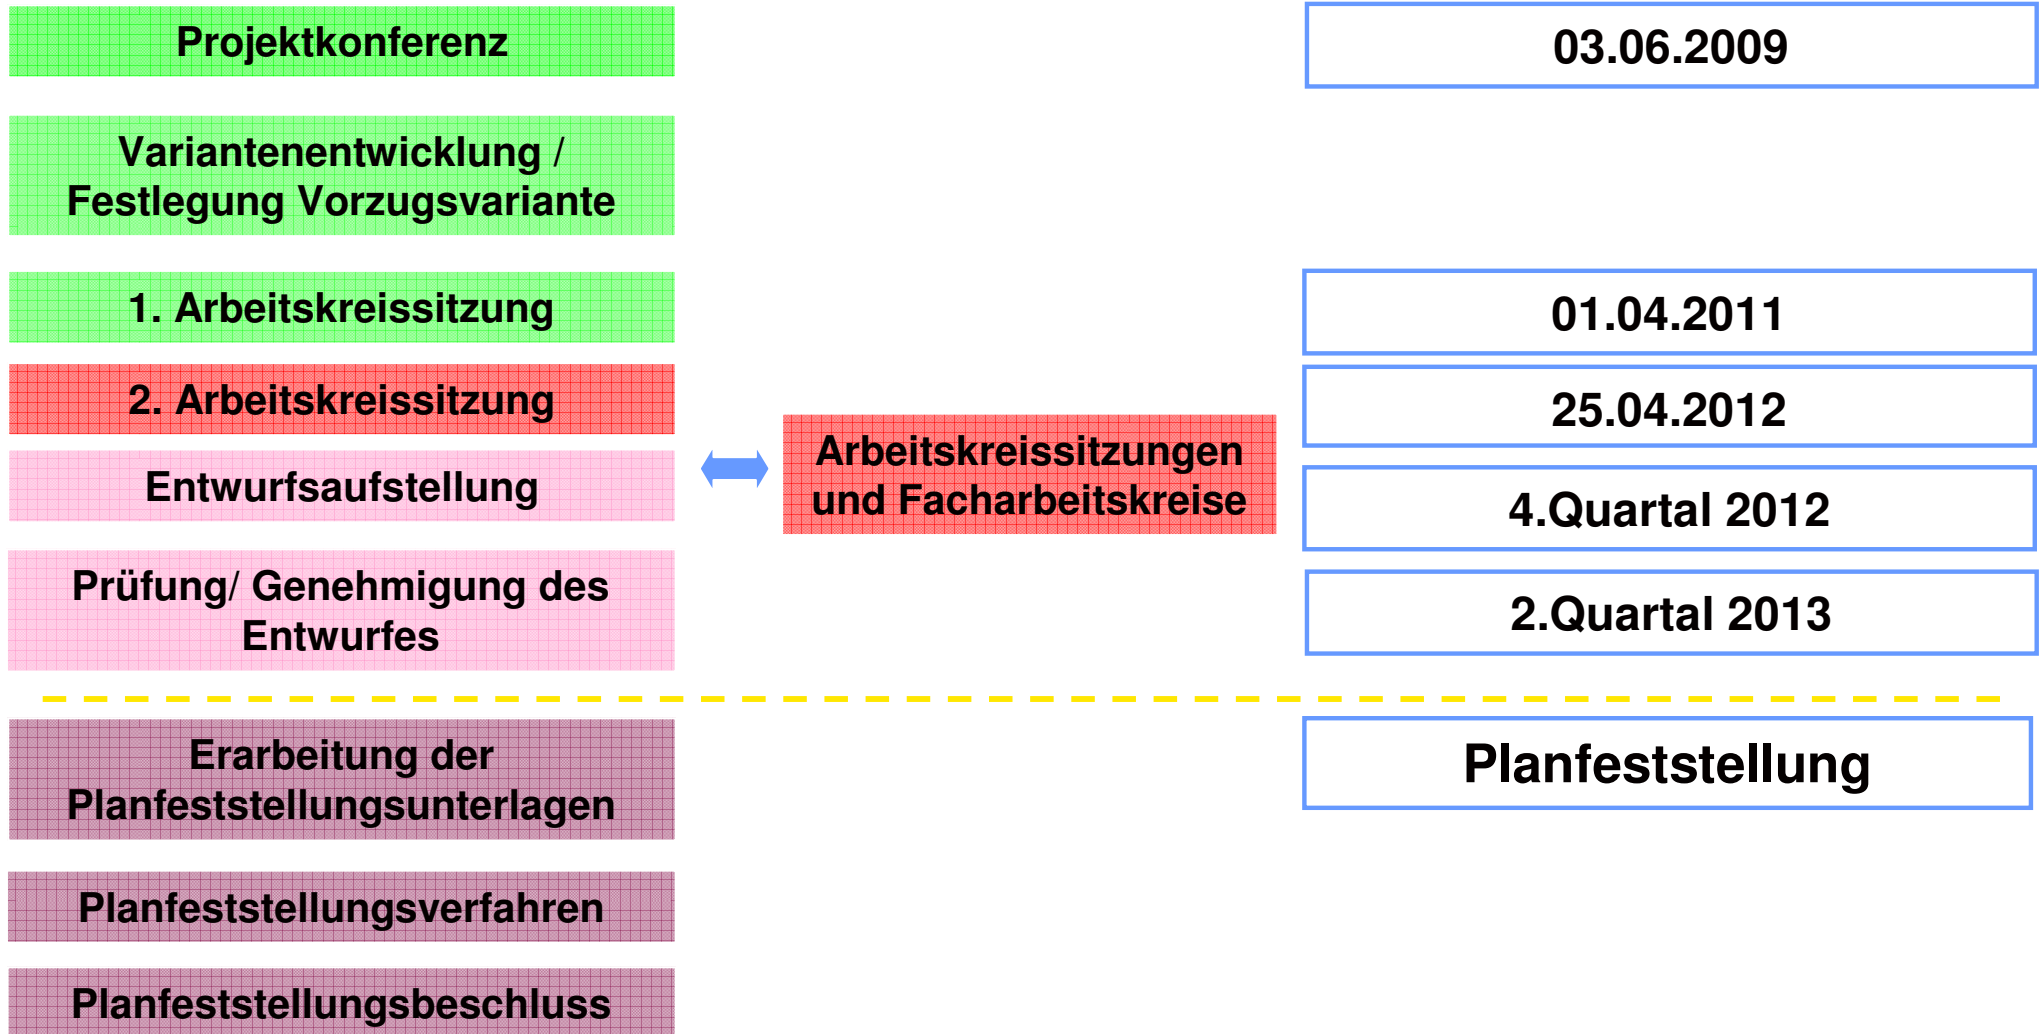 Projektkonferenz
03.06.2009
Variantenentwicklung /
Festlegung Vorzugsvariante
1. Arbeitskreissitzung
01.04.2011
2. Arbeitskreissitzung
25.04.2012
Entwurfsaufstellung
Arbeitskreissitzungen
und Facharbeitskreise
4.Quartal 2012
Prüfung/ Genehmigung des
Entwurfes
2.Quartal 2013
Erarbeitung der
Planfeststellungsunterlagen
Planfeststellung
Planfeststellungsverfahren
Planfeststellungsbeschluss